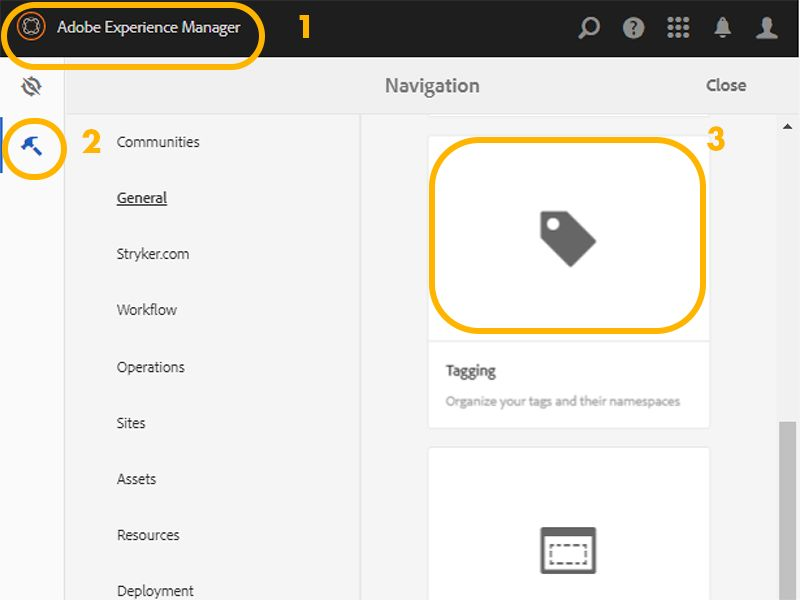 Adobe Experience Manager
1
Navigation
Close
2
Communities
General
Stryker.com
Workflow
Operations
Sites
Assets
Resources
Deployment
3
Tagging
Organize your tags and their namespaces